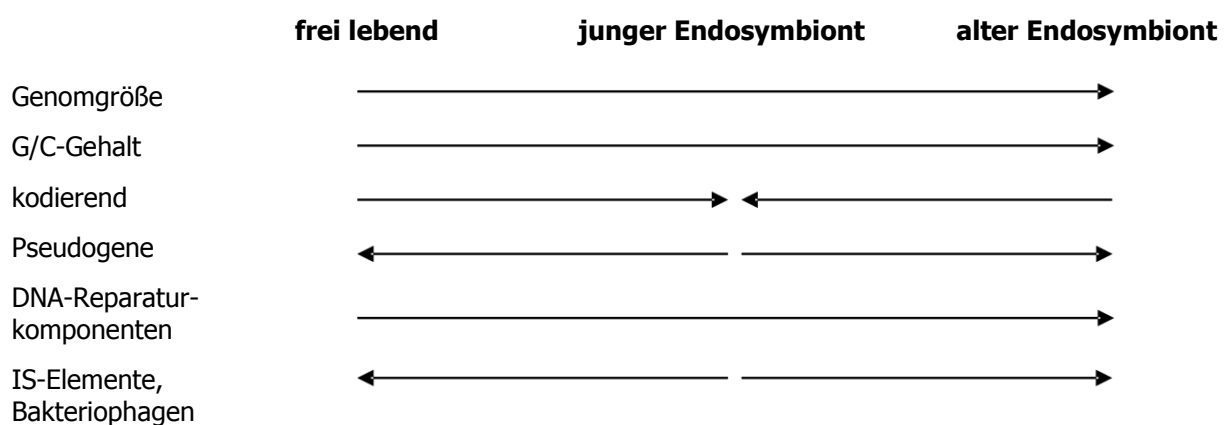 frei lebend junger Endosymbiont alter Endosymbiont
Genomgröße
G/C-Gehalt
kodierend
Pseudogene
DNA-Reparatur-
komponenten
IS-Elemente,
Bakteriophagen